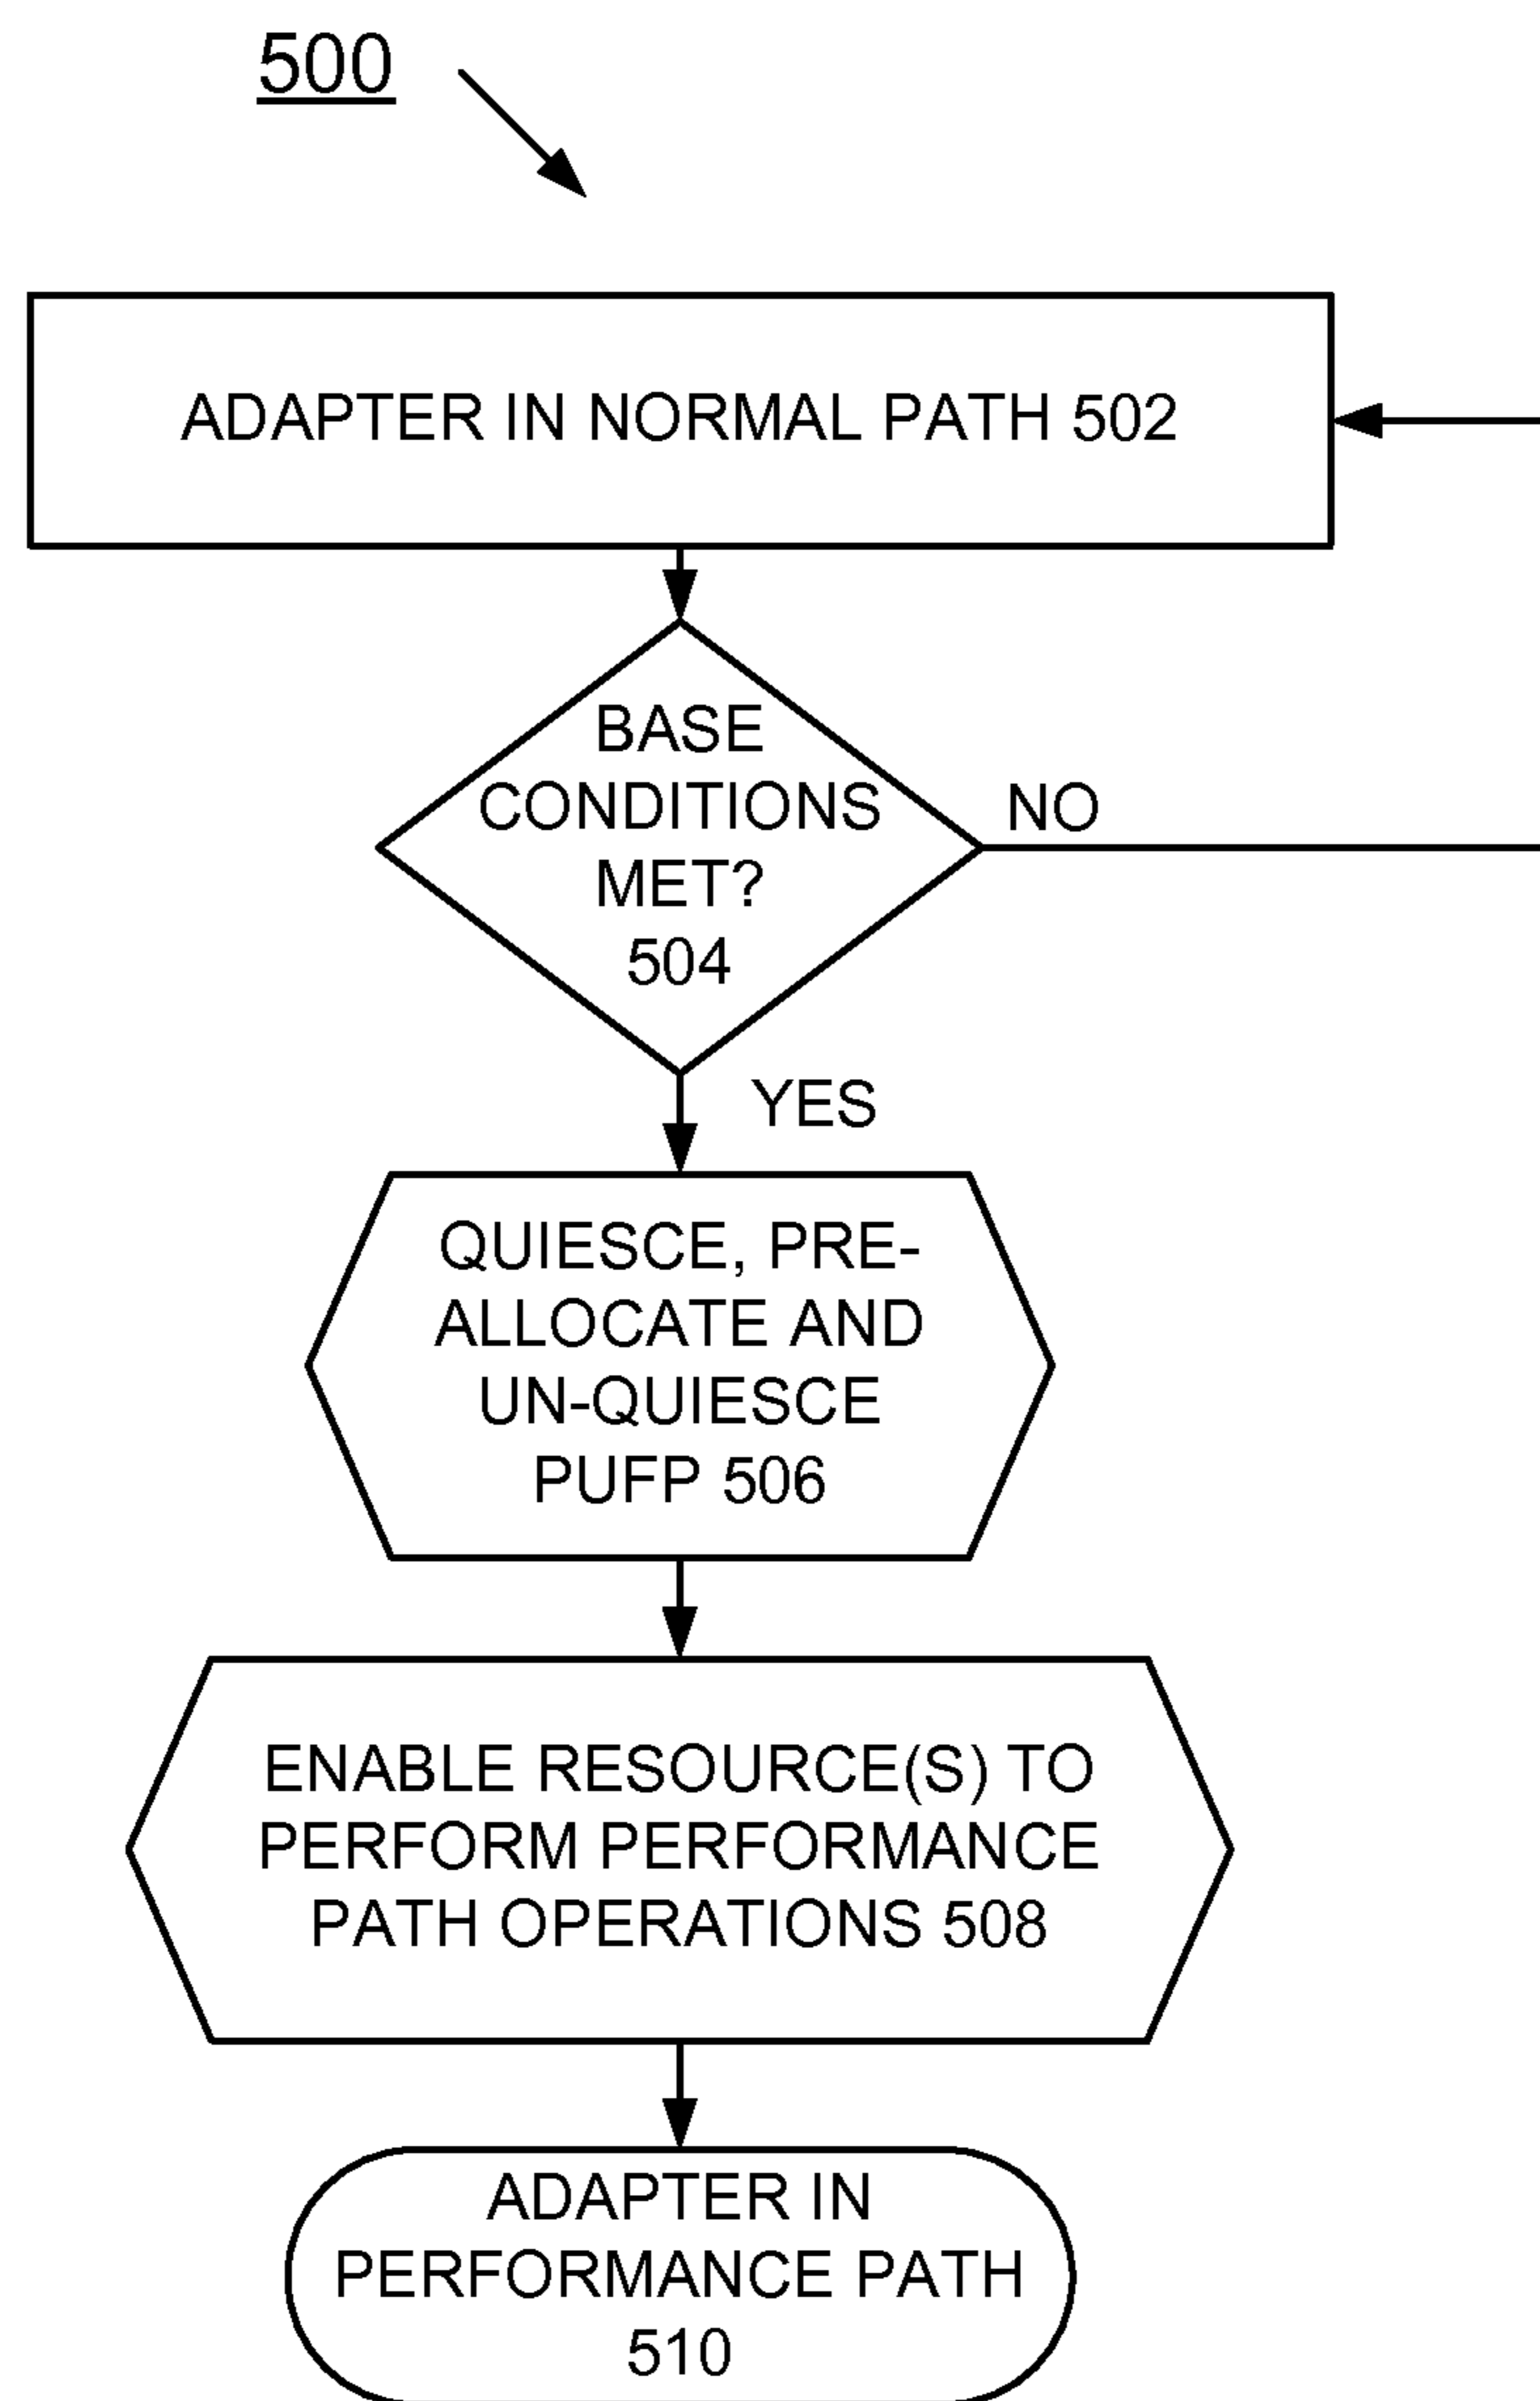 500
ADAPTER IN NORMAL PATH 502
BASE
CONDITIONS
MET?
504
NO
YES
QUIESCE, PRE-
ALLOCATE AND
UN-QUIESCE
PUFP 506
ENABLE RESOURCE(S) TO
PERFORM PERFORMANCE
PATH OPERATIONS 508
ADAPTER IN
PERFORMANCE PATH
510